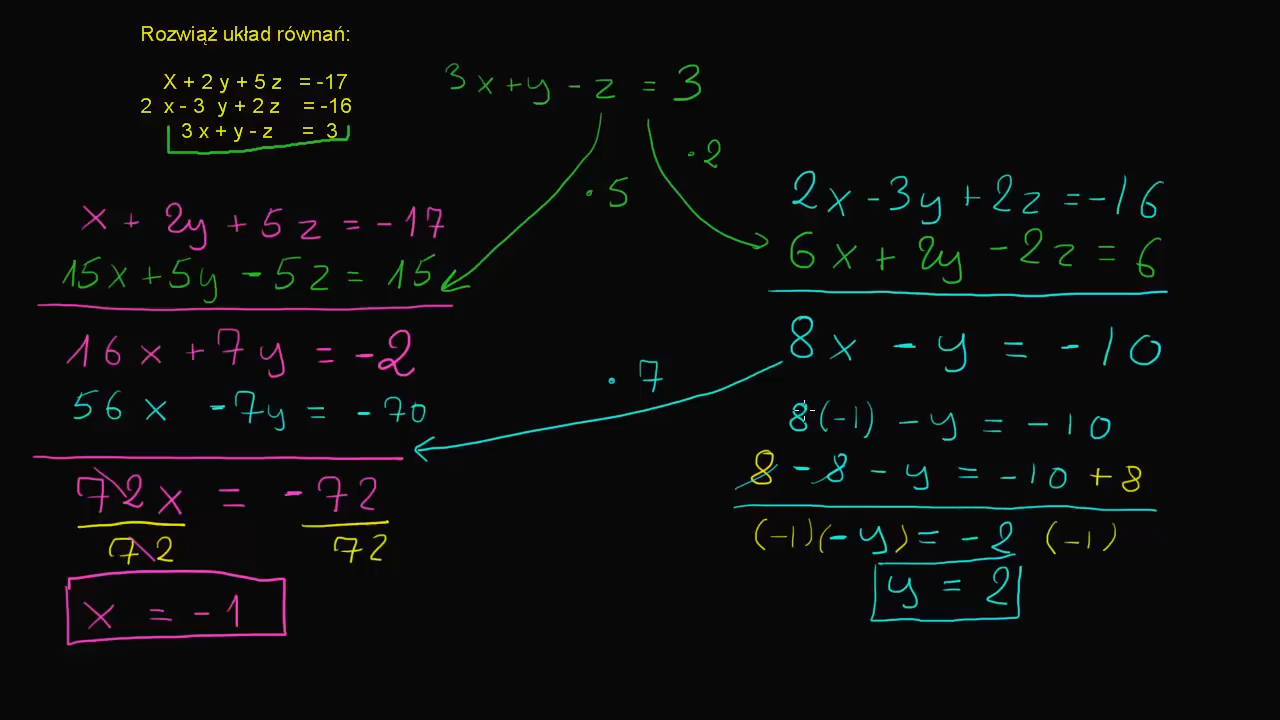 Rozwiąż układ równań:
X + 2 y + 5 z = -17
2 x - 3 y + 2 z = -16
3 x + y - z = 3
3x + y - z = 3
· 5
· 2
x + 2y + 5z = -17
15x + 5y - 5z = 15
16x + 7y = -2
56x - 7y = -70
72x = -72
72 72
x = -1
· 7
2x - 3y + 2z = -16
6x + 2y - 2z = 6
8x - y = -10
8(-1) - y = -10
8 - 8 - y = -10 + 8
(-1)(-y) = -2 (-1)
y = 2